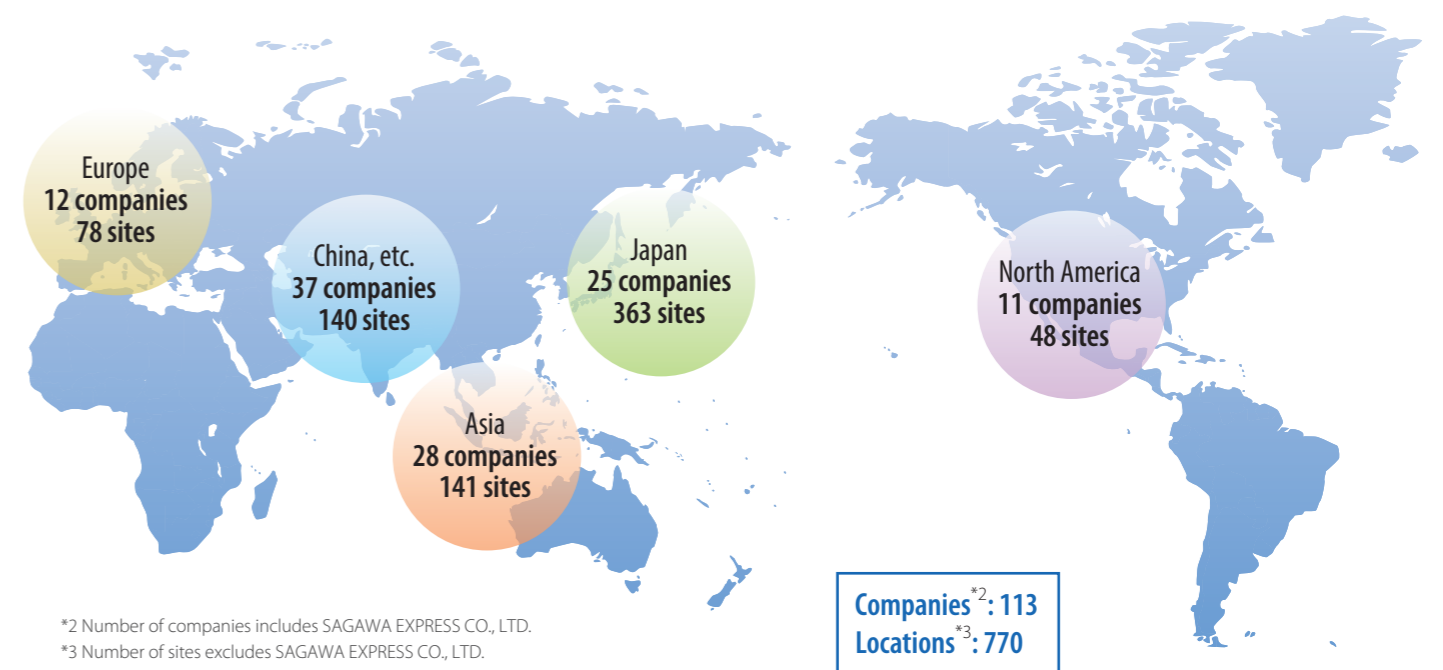 Europe
12 companies
78 sites
China, etc.
37 companies
140 sites
Japan
25 companies
363 sites
North America
11 companies
48 sites
Asia
28 companies
141 sites
Companies*2: 113
Locations*3: 770
*2 Number of companies includes SAGAWA EXPRESS CO., LTD.
*3 Number of sites excludes SAGAWA EXPRESS CO., LTD.